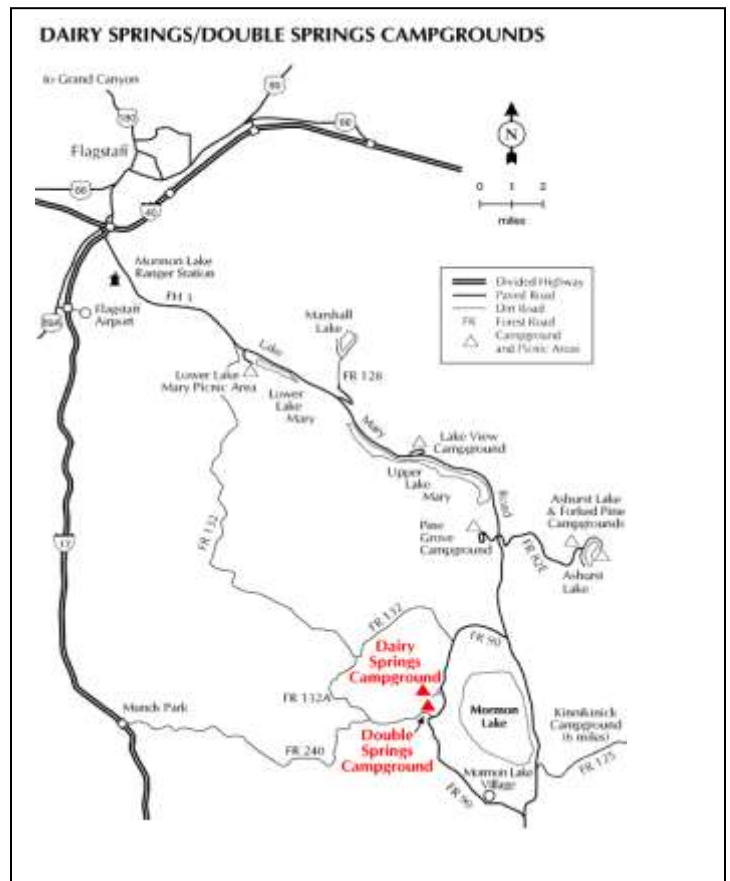 DAIRY SPRINGS/DOUBLE SPRINGS CAMPGROUNDS
to Grand Canyon
180
Flagstaff
66
40
N
0 1 2
miles
Mormon Lake
Ranger Station
FH 3
Flagstaff
Airport
Divided Highway
Paved Road
Dirt Road
FR Forest Road
Campground
and Picnic Areas
Marshall
Lake
FR 128
Lower Lake
Mary Picnic Area
Lower
Lake
Mary
Lake
Mary
Road
Lake View
Campground
Upper
Lake
Mary
Pine
Grove
Campground
Ashurst Lake
& Forked Pine
Campgrounds
FR 82E
Ashurst
Lake
FR 132
17
FR 132
FR 90
Dairy
Springs
Campground
FR 132A
Munds Park
FR 240
Double
Springs
Campground
Mormon
Lake
Kinnikinick
Campground
(6 miles)
FR 125
Mormon Lake
Village
FR 90